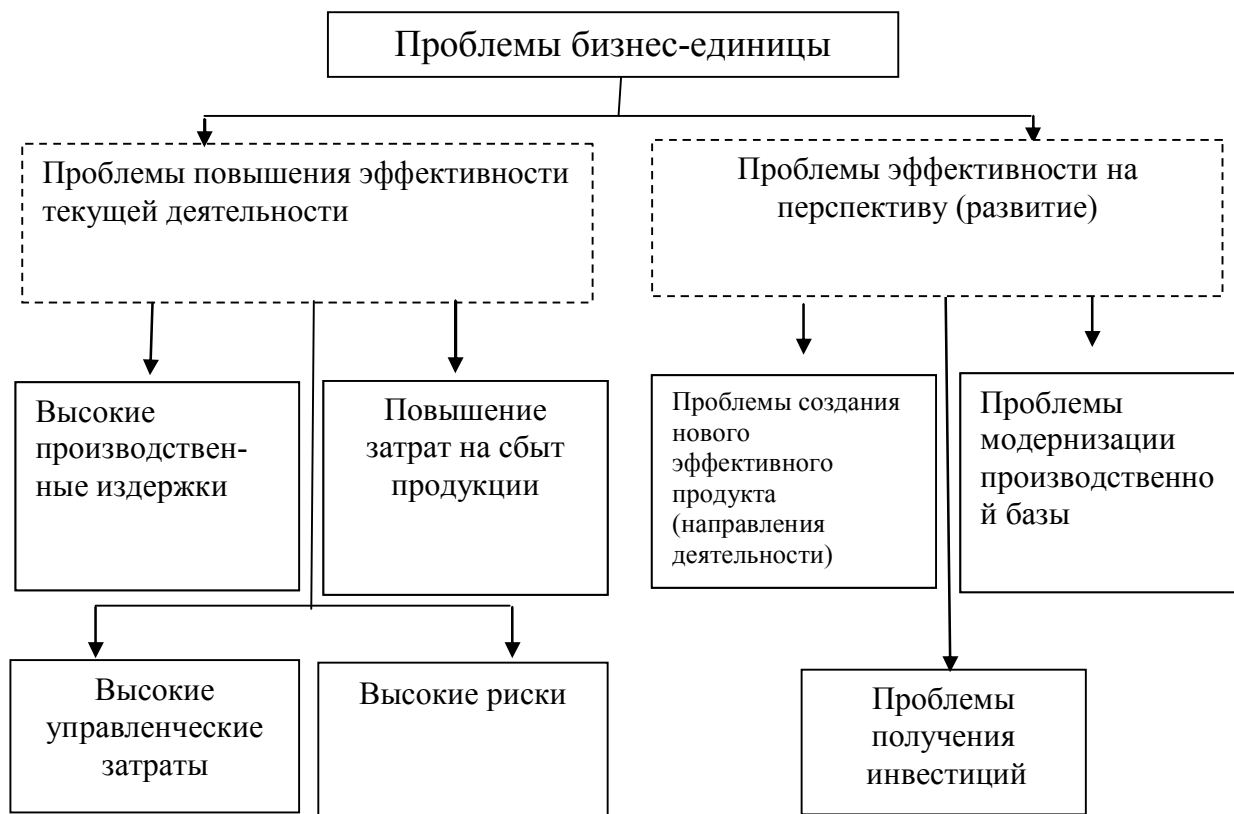 Проблемы бизнес-единицы
Проблемы повышения эффективности
текущей деятельности
Проблемы эффективности на
перспективу (развитие)
Высокие
производствен-
ные издержки
Повышение
затрат на сбыт
продукции
Проблемы создания
нового
эффективного
продукта
(направления
деятельности)
Проблемы
модернизации
производственно
й базы
Высокие
управленческие
затраты
Высокие риски
Проблемы
получения
инвестиций